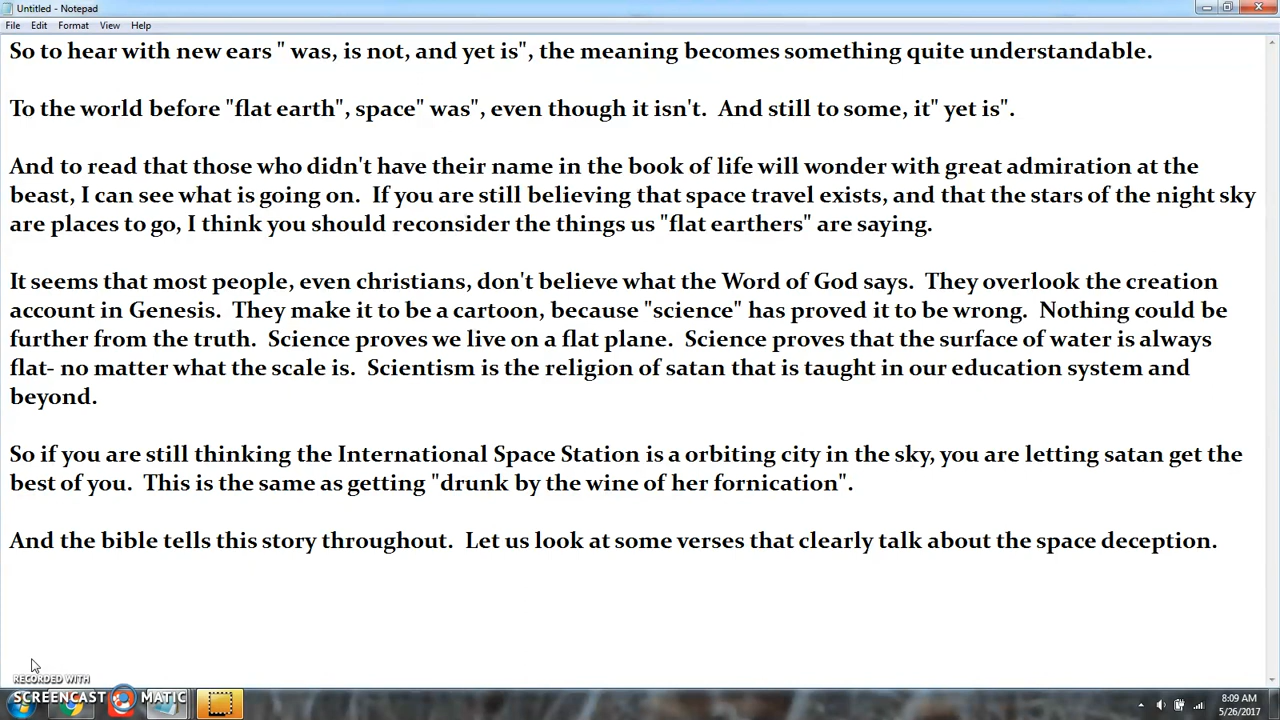 Untitled - Notepad
File Edit Format View Help
So to hear with new ears " was, is not, and yet is", the meaning becomes something quite understandable.
To the world before "flat earth", space" was", even though it isn't.  And still to some, it" yet is".
And to read that those who didn't have their name in the book of life will wonder with great admiration at the
beast, I can see what is going on.  If you are still believing that space travel exists, and that the stars of the night sky
are places to go, I think you should reconsider the things us "flat earthers" are saying.
It seems that most people, even christians, don't believe what the Word of God says.  They overlook the creation
account in Genesis.  They make it to be a cartoon, because "science" has proved it to be wrong.  Nothing could be
further from the truth.  Science proves we live on a flat plane.  Science proves that the surface of water is always
flat- no matter what the scale is.  Scientism is the religion of satan that is taught in our education system and
beyond.
So if you are still thinking the International Space Station is a orbiting city in the sky, you are letting satan get the
best of you.  This is the same as getting "drunk by the wine of her fornication".
And the bible tells this story throughout.  Let us look at some verses that clearly talk about the space deception.
RECORDED WITH
SCREENCAST MATIC
8:09 AM
5/26/2017